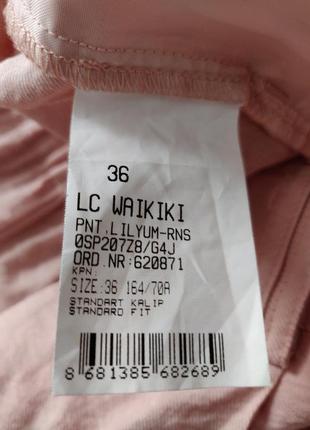 36
LC WAIKIKI
PNT.LILYUM-RNS
0SP207Z8/G4J
ORD.NR:620871
KPN:
SIZE:36 164/70A
STANDART KALIP
STANDARD FIT
8 681385 682689